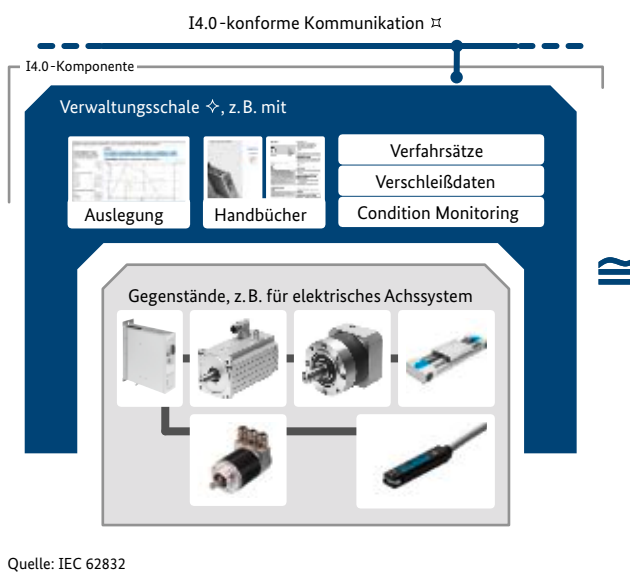 I4.0-konforme Kommunikation ⌑
I4.0-Komponente
Verwaltungsschale ✧, z. B. mit
Auslegung
Handbücher
Verfahrsätze
Verschleißdaten
Condition Monitoring
≅
Gegenstände, z. B. für elektrisches Achssystem
Quelle: IEC 62832